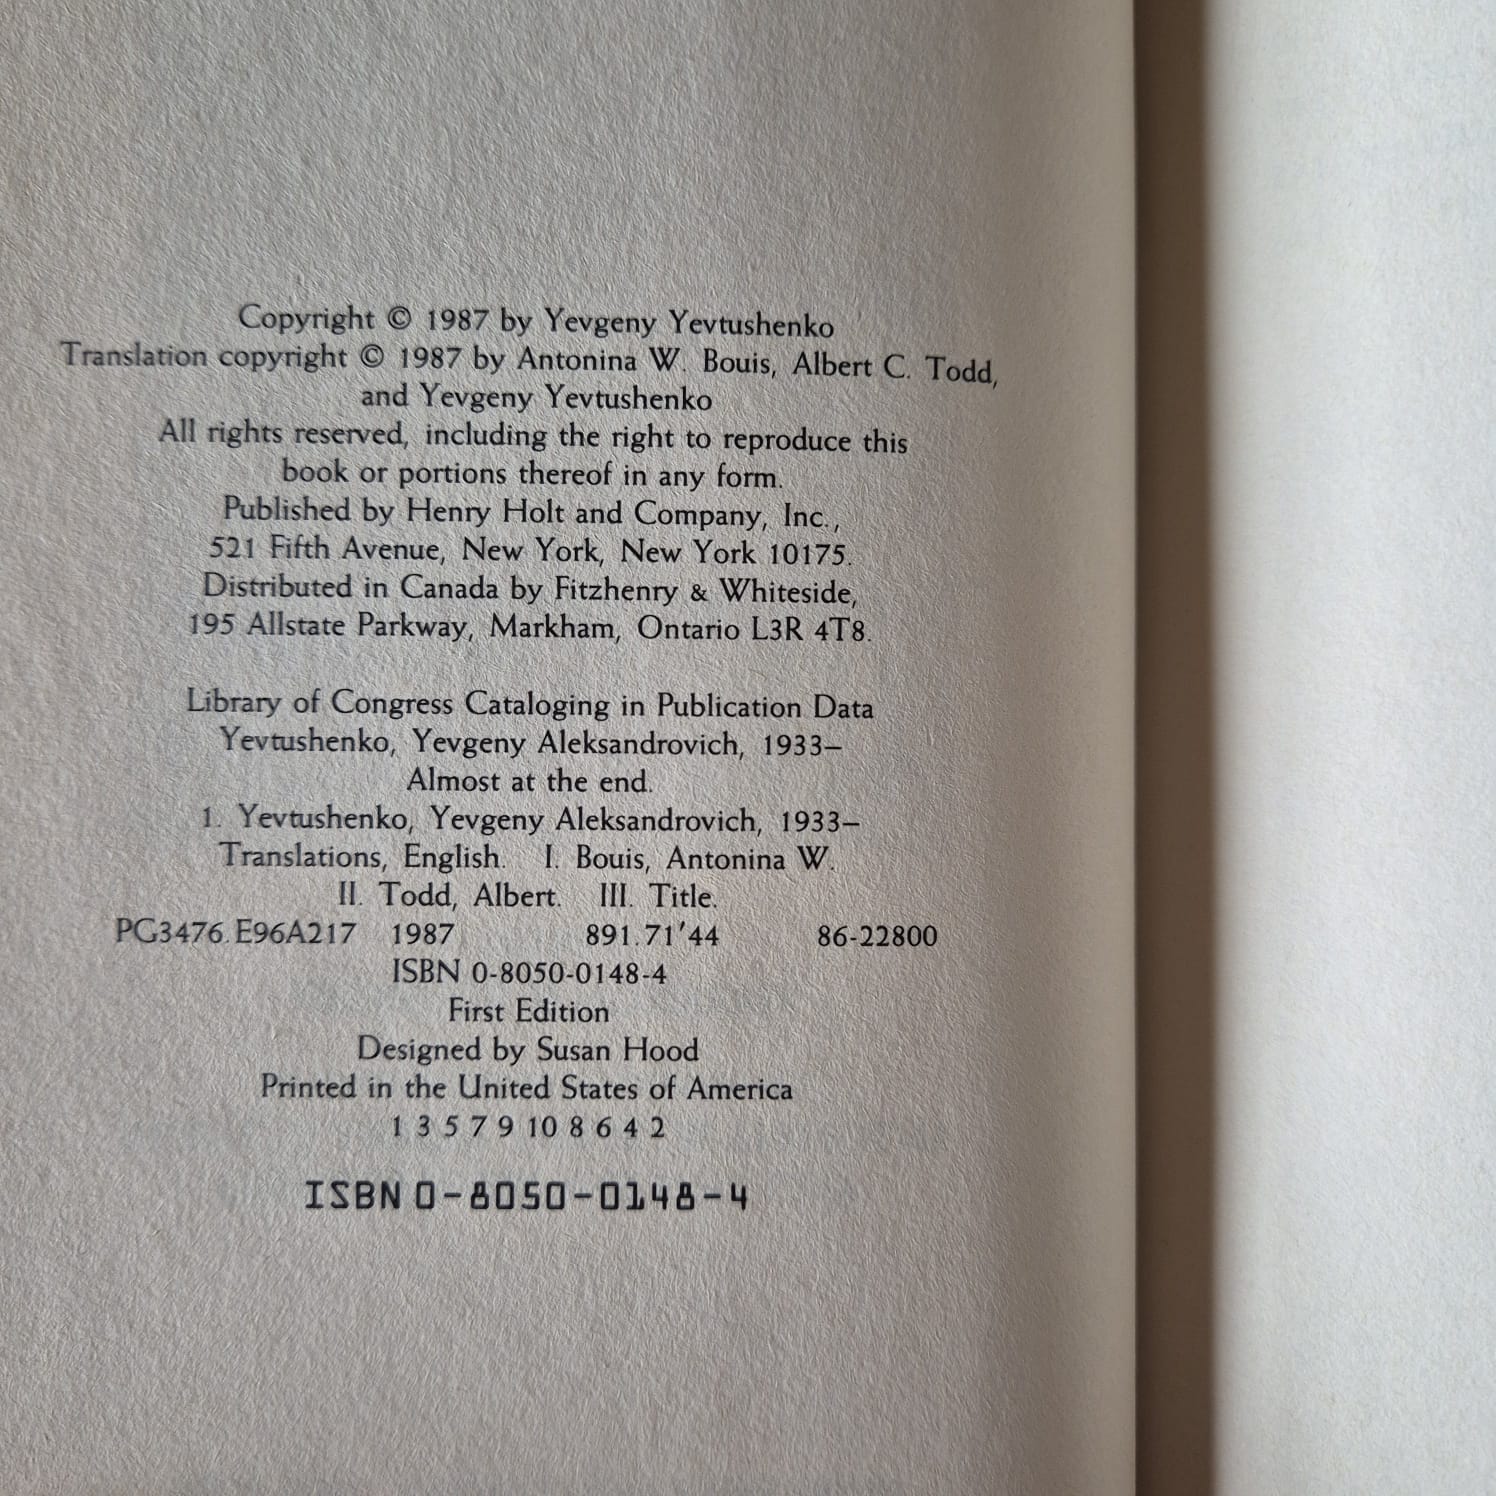 Copyright © 1987 by Yevgeny Yevtushenko
Translation copyright © 1987 by Antonina W. Bouis, Albert C. Todd,
and Yevgeny Yevtushenko
All rights reserved, including the right to reproduce this
book or portions thereof in any form.
Published by Henry Holt and Company, Inc.,
521 Fifth Avenue, New York, New York 10175.
Distributed in Canada by Fitzhenry & Whiteside,
195 Allstate Parkway, Markham, Ontario L3R 4T8.
Library of Congress Cataloging in Publication Data
Yevtushenko, Yevgeny Aleksandrovich, 1933–
Almost at the end.
1. Yevtushenko, Yevgeny Aleksandrovich, 1933–
Translations, English. I. Bouis, Antonina W.
II. Todd, Albert. III. Title.
PG3476.E96A217 1987 891.71′44 86-22800
ISBN 0-8050-0148-4
First Edition
Designed by Susan Hood
Printed in the United States of America
1 3 5 7 9 10 8 6 4 2
ISBN 0-8050-0148-4